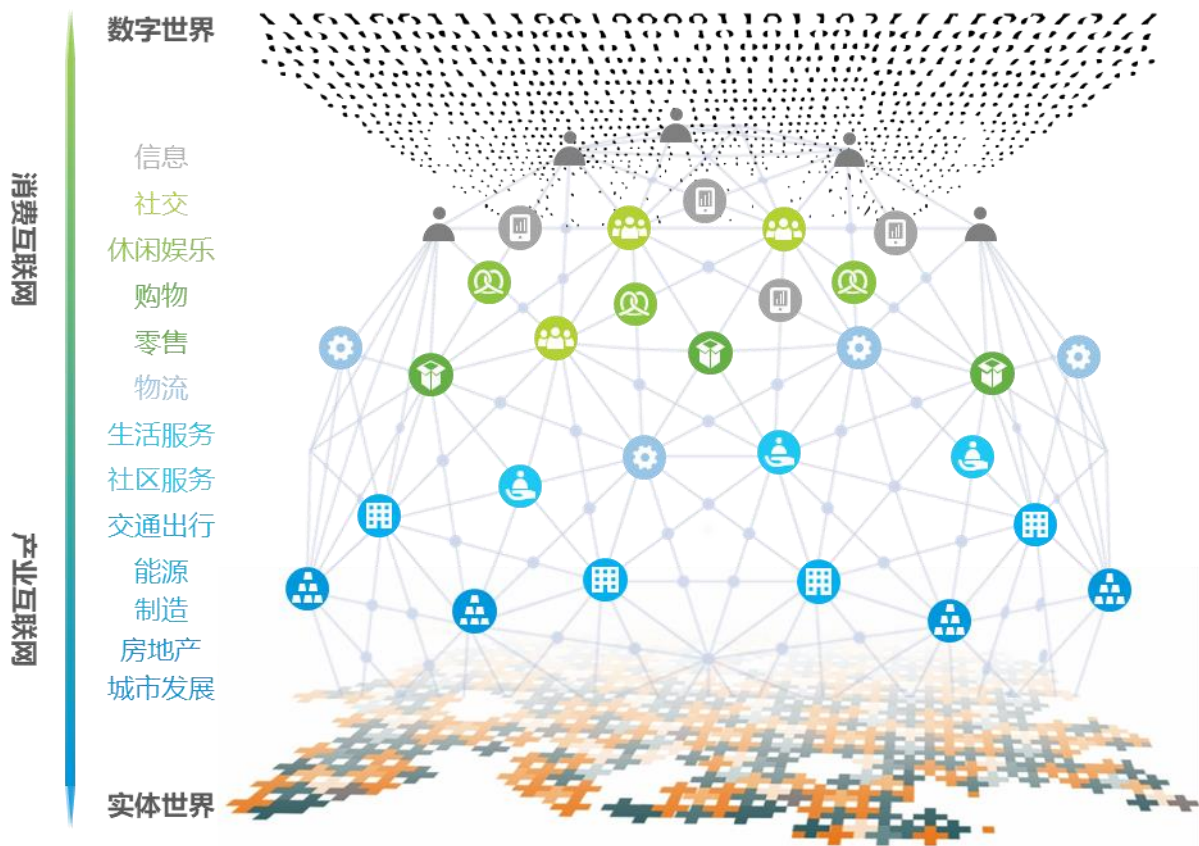 数字世界
消费互联网
信息
社交
休闲娱乐
购物
零售
物流
生活服务
社区服务
交通出行
产业互联网
能源
制造
房地产
城市发展
实体世界